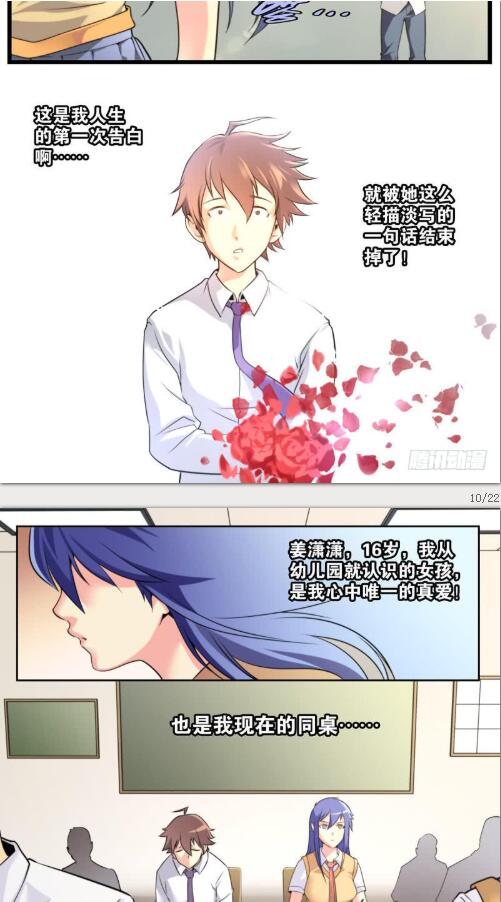 这是我人生
的第一次告白
啊……
就被她这么
轻描淡写的
一句话结束
掉了！
腾讯动漫
10/22
姜潇潇，16岁，我从
幼儿园就认识的女孩，
是我心中唯一的真爱！
也是我现在的同桌……